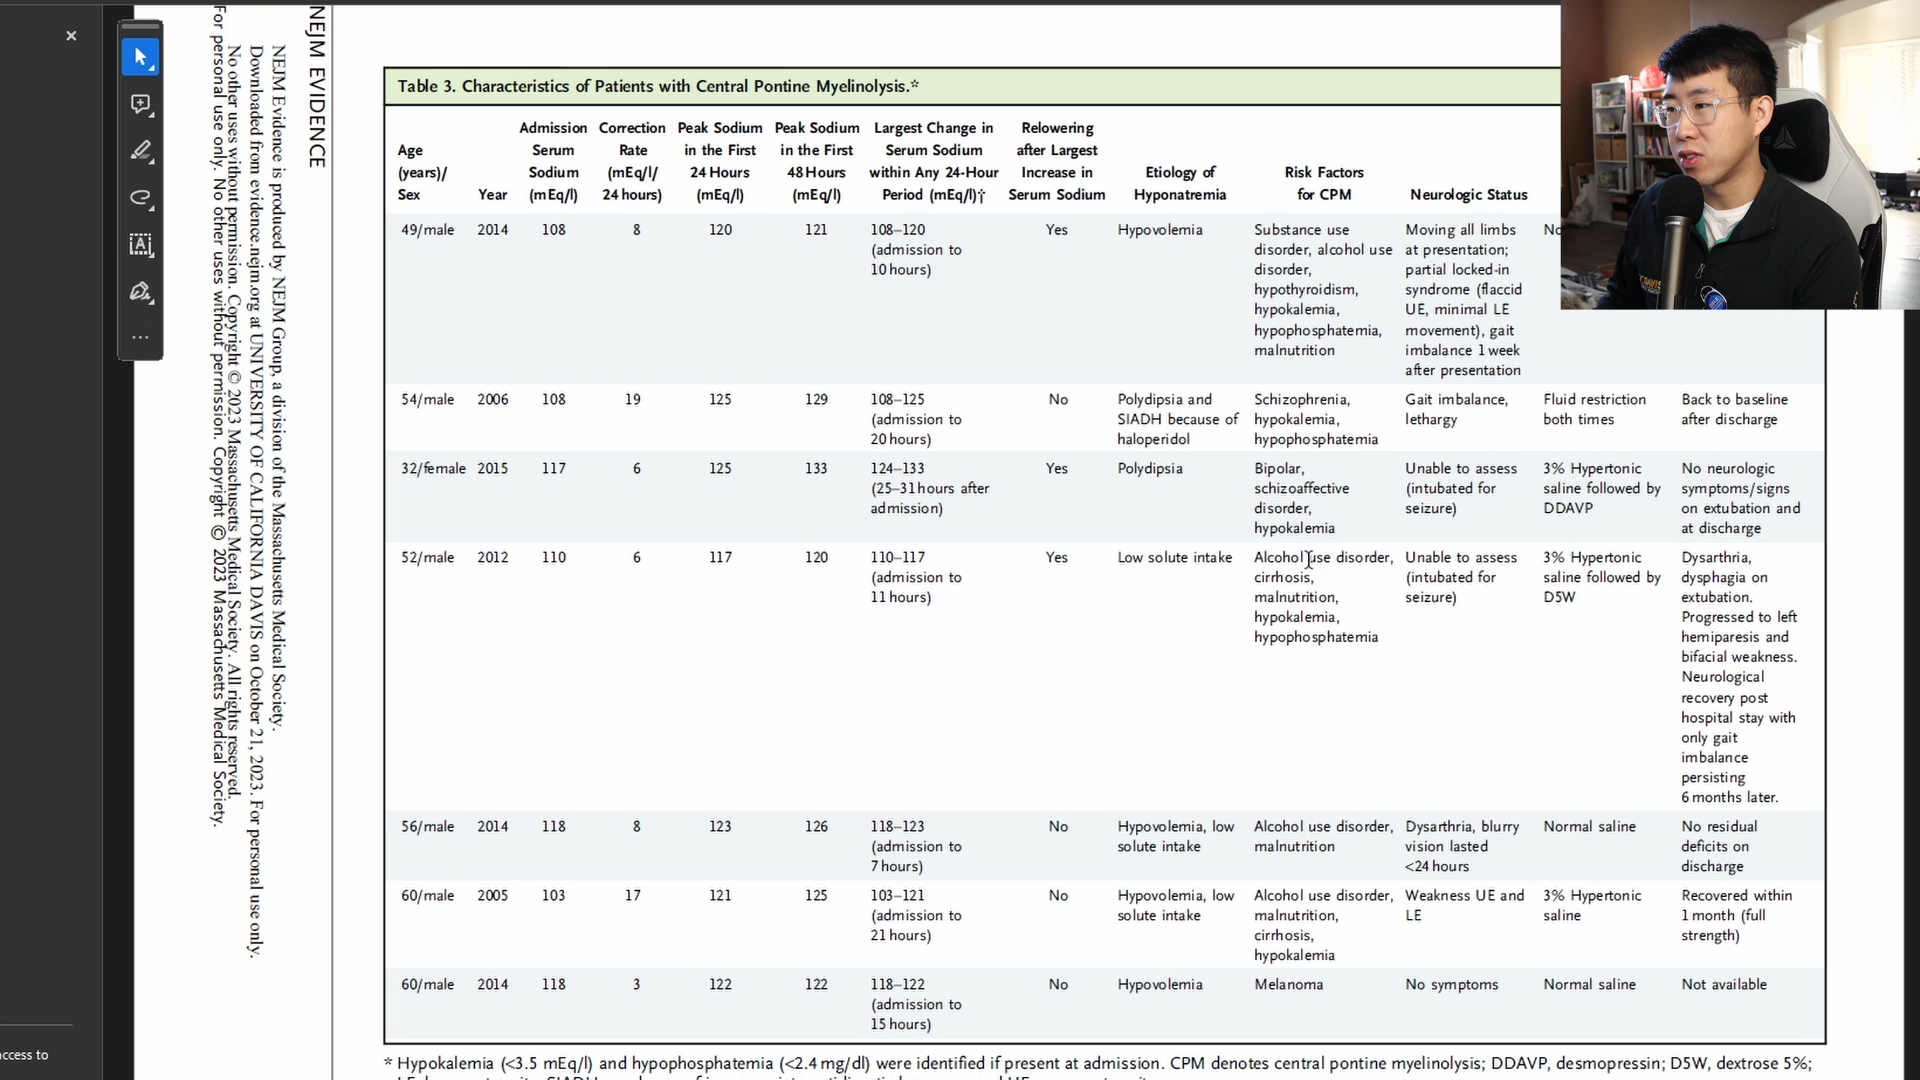 NEJM EVIDENCE
NEJM Evidence is produced by NEJM Group, a division of the Massachusetts Medical Society.
Downloaded from evidence.nejm.org at UNIVERSITY OF CALIFORNIA DAVIS on October 21, 2023. For personal use only.
No other uses without permission. Copyright © 2023 Massachusetts Medical Society. All rights reserved.
For personal use only. No other uses without permission. Copyright © 2023 Massachusetts Medical Society.
Table 3. Characteristics of Patients with Central Pontine Myelinolysis.*
Age (years)/ Sex
Year
Admission Serum Sodium (mEq/l)
Correction Rate (mEq/l/ 24 hours)
Peak Sodium in the First 24 Hours (mEq/l)
Peak Sodium in the First 48 Hours (mEq/l)
Largest Change in Serum Sodium within Any 24-Hour Period (mEq/l)†
Relowering after Largest Increase in Serum Sodium
Etiology of Hyponatremia
Risk Factors for CPM
Neurologic Status
49/male 2014 108 8 120 121 108–120 (admission to 10 hours) Yes Hypovolemia Substance use disorder, alcohol use disorder, hypothyroidism, hypokalemia, hypophosphatemia, malnutrition Moving all limbs at presentation; partial locked-in syndrome (flaccid UE, minimal LE movement), gait imbalance 1 week after presentation
54/male 2006 108 19 125 129 108–125 (admission to 20 hours) No Polydipsia and SIADH because of haloperidol Schizophrenia, hypokalemia, hypophosphatemia Gait imbalance, lethargy Fluid restriction both times Back to baseline after discharge
32/female 2015 117 6 125 133 124–133 (25–31 hours after admission) Yes Polydipsia Bipolar, schizoaffective disorder, hypokalemia Unable to assess (intubated for seizure) 3% Hypertonic saline followed by DDAVP No neurologic symptoms/signs on extubation and at discharge
52/male 2012 110 6 117 120 110–117 (admission to 11 hours) Yes Low solute intake Alcohol use disorder, cirrhosis, malnutrition, hypokalemia, hypophosphatemia Unable to assess (intubated for seizure) 3% Hypertonic saline followed by D5W Dysarthria, dysphagia on extubation. Progressed to left hemiparesis and bifacial weakness. Neurological recovery post hospital stay with only gait imbalance persisting 6 months later.
56/male 2014 118 8 123 126 118–123 (admission to 7 hours) No Hypovolemia, low solute intake Alcohol use disorder, malnutrition Dysarthria, blurry vision lasted <24 hours Normal saline No residual deficits on discharge
60/male 2005 103 17 121 125 103–121 (admission to 21 hours) No Hypovolemia, low solute intake Alcohol use disorder, malnutrition, cirrhosis, hypokalemia Weakness UE and LE 3% Hypertonic saline Recovered within 1 month (full strength)
60/male 2014 118 3 122 122 118–122 (admission to 15 hours) No Hypovolemia Melanoma No symptoms Normal saline Not available
* Hypokalemia (<3.5 mEq/l) and hypophosphatemia (<2.4 mg/dl) were identified if present at admission. CPM denotes central pontine myelinolysis; DDAVP, desmopressin; D5W, dextrose 5%;
access to